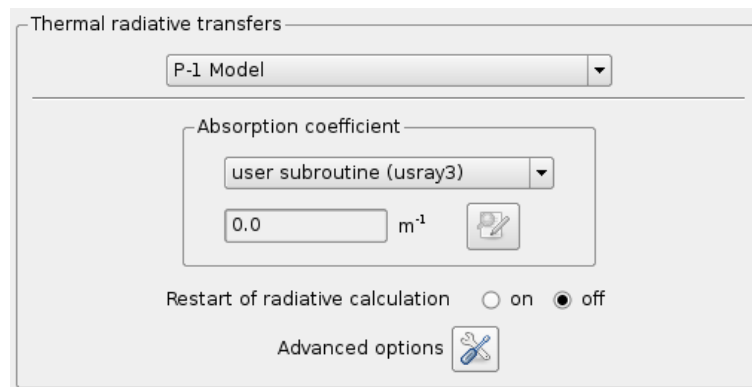 Thermal radiative transfers
P-1 Model
Absorption coefficient
user subroutine (usray3)
0.0 m⁻¹
Restart of radiative calculation on off
Advanced options